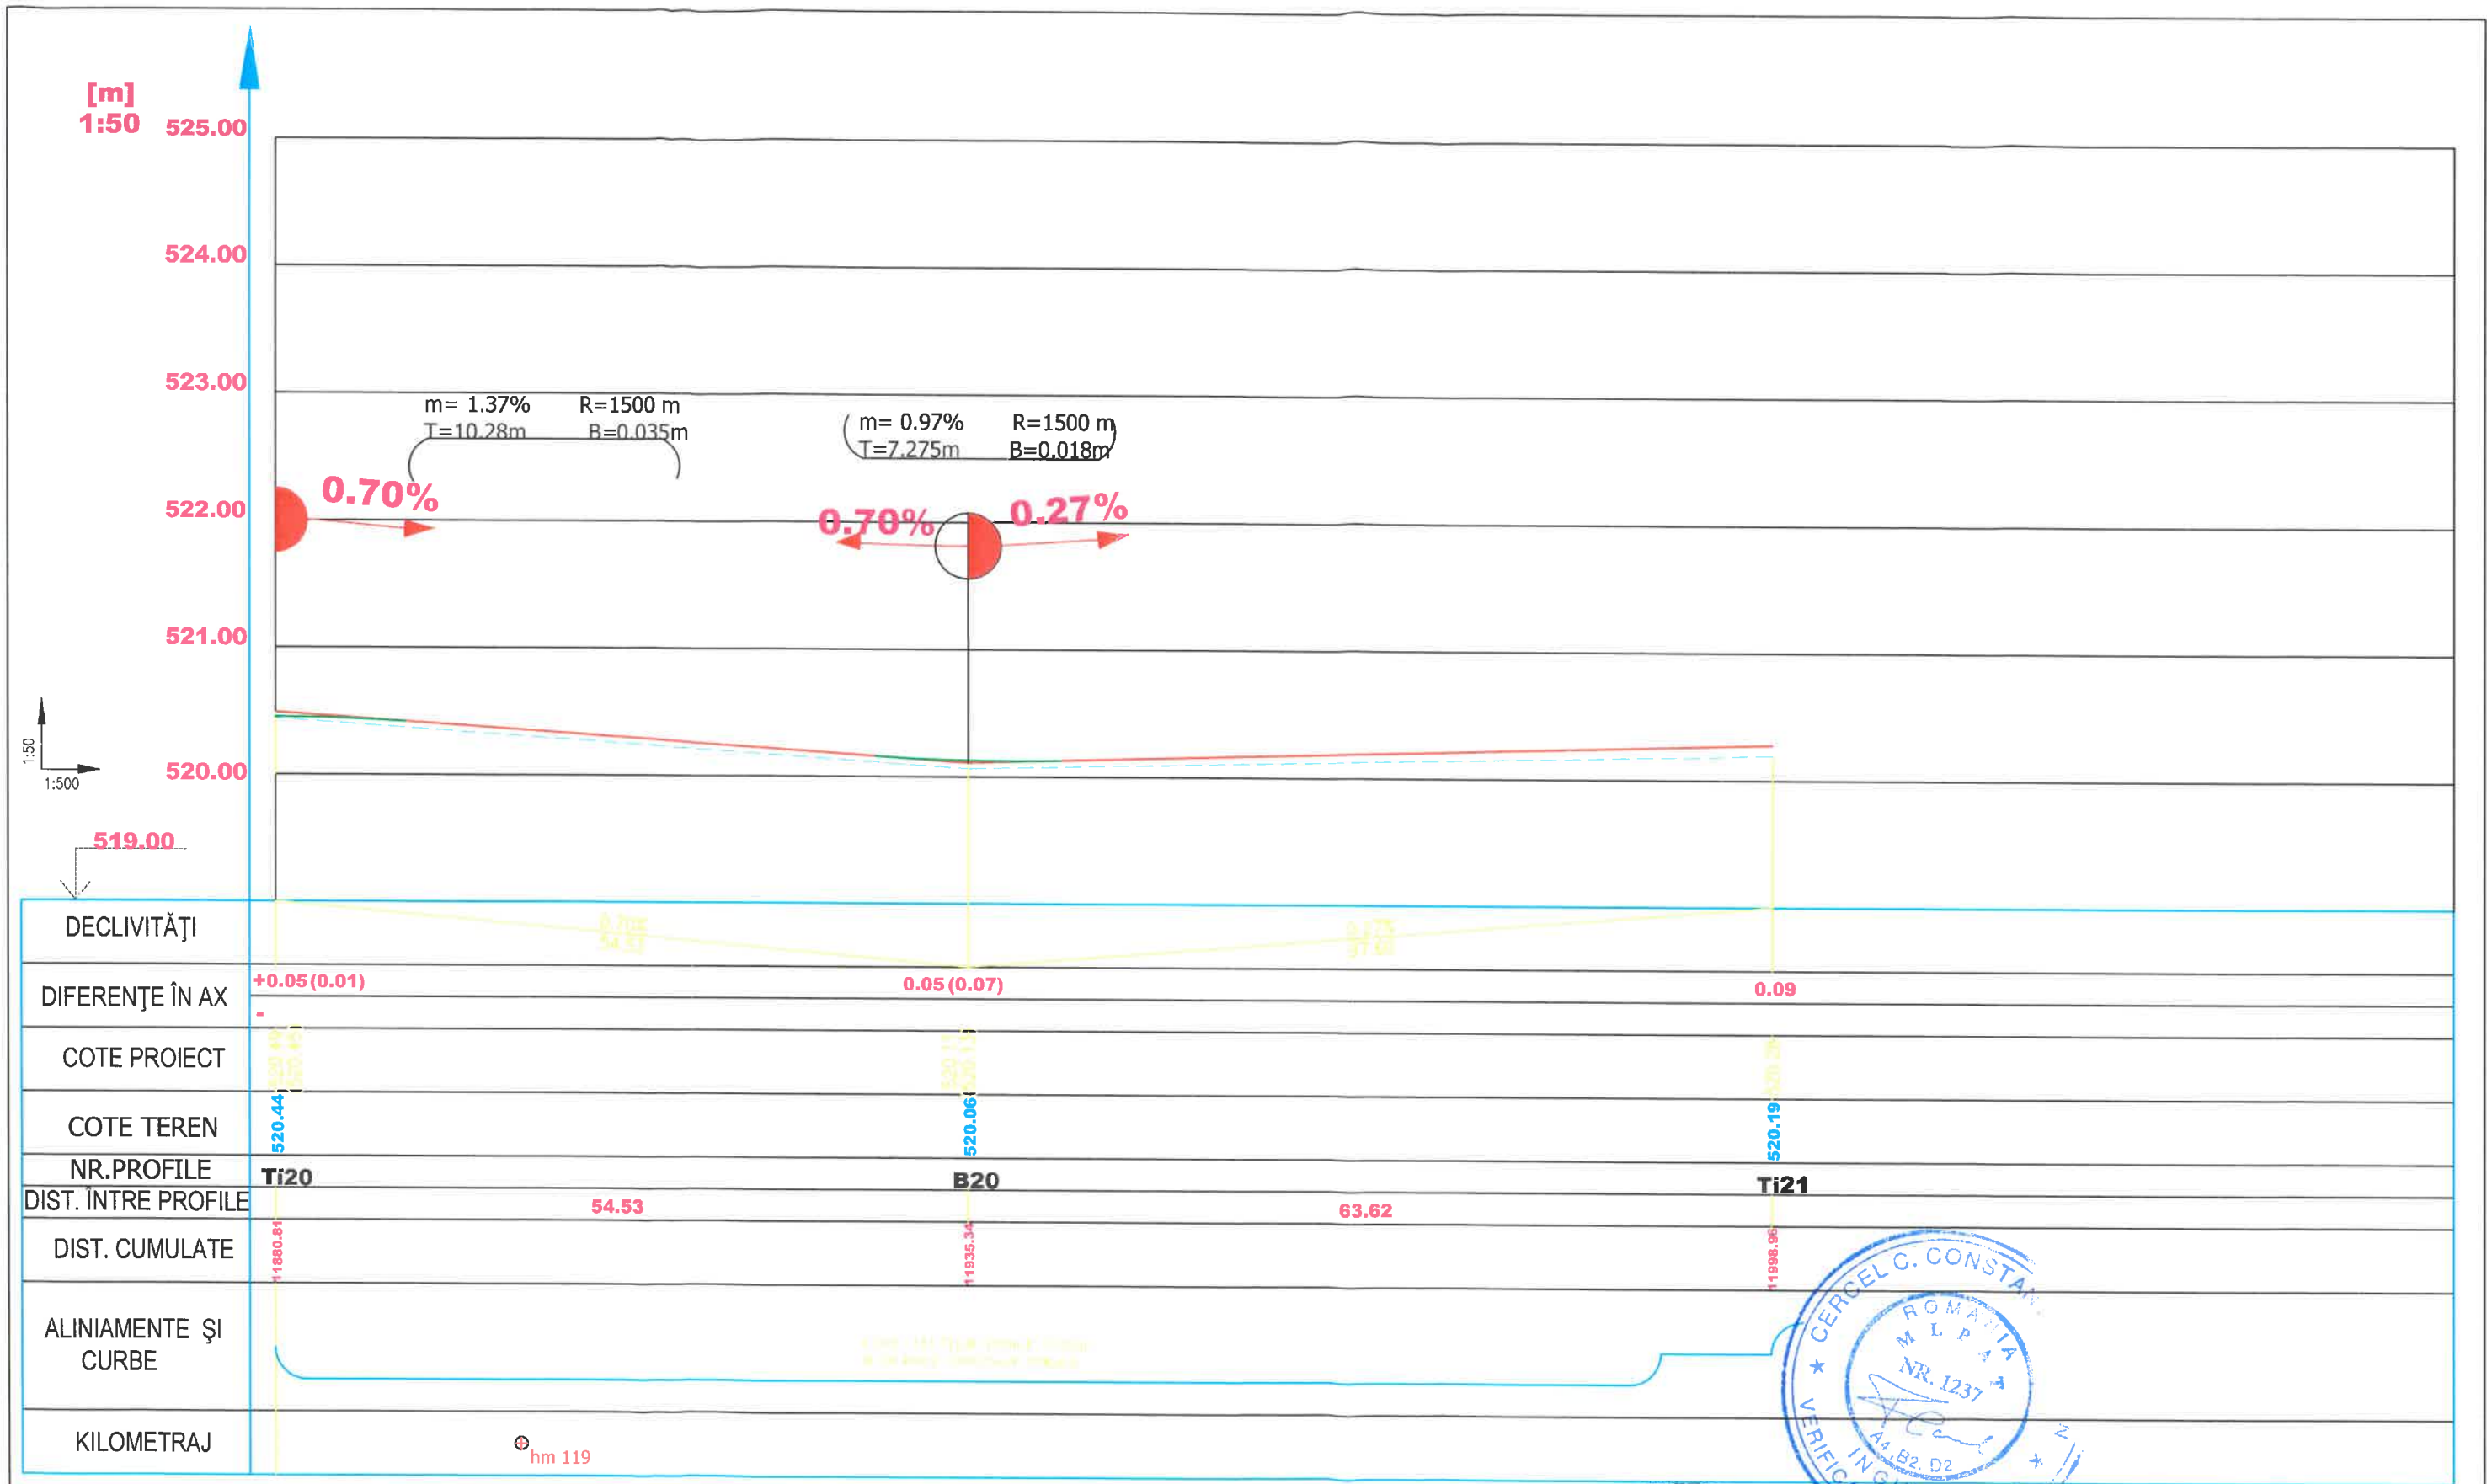 [m]
1:50
525.00
524.00
523.00
m= 1.37% R=1500 m
T=10.28m B=0.035m
m= 0.97% R=1500 m
T=7.275m B=0.018m
522.00
0.70%
0.70%
0.27%
521.00
1:50
1:500
520.00
519.00
DECLIVITĂŢI
DIFERENŢE ÎN AX
+0.05(0.01) 0.05(0.07) 0.09
-
COTE PROIECT
COTE TEREN
520.44 520.06 520.19
NR.PROFILE
Ti20 B20 Ti21
DIST. ÎNTRE PROFILE
54.53 63.62
DIST. CUMULATE
11880.81 11935.34 11998.96
ALINIAMENTE ŞI
CURBE
KILOMETRAJ
hm 119
★ CERCEL C. CONSTAN
ROMANIA
M L P A T
NR. 1237
A4, B2, D2